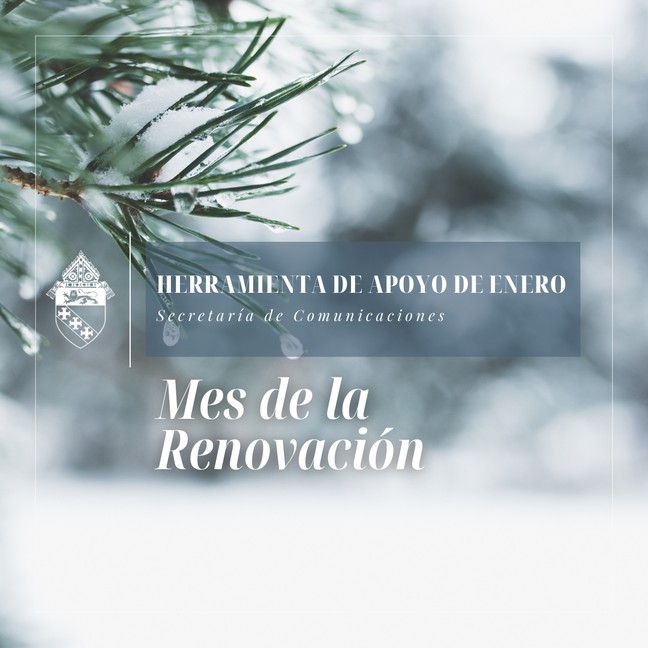 HERRAMIENTA DE APOYO DE ENERO
Secretaría de Comunicaciones
Mes de la
Renovación